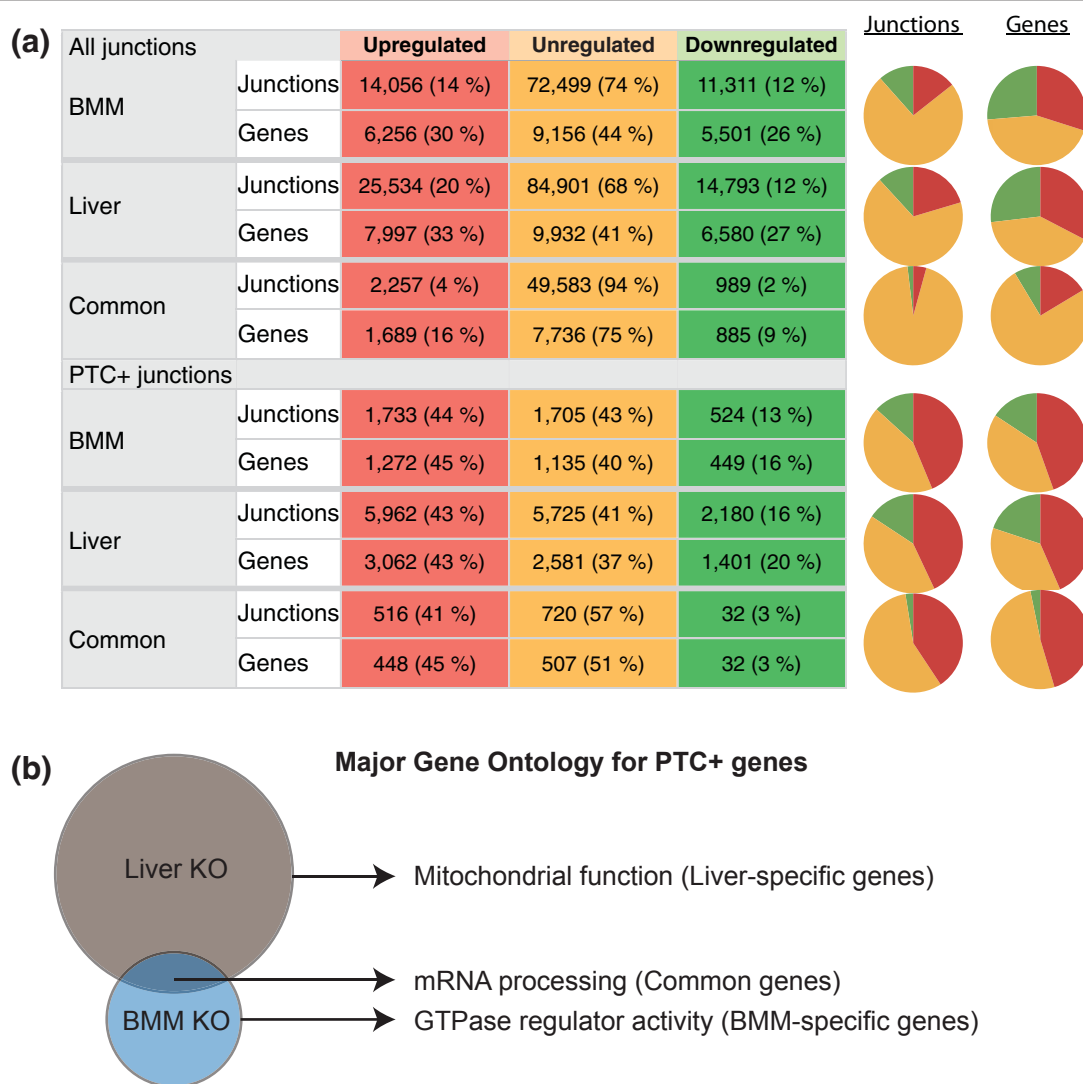 (a)
All junctions Upregulated Unregulated Downregulated Junctions Genes
BMM
Junctions 14,056 (14 %) 72,499 (74 %) 11,311 (12 %)
Genes 6,256 (30 %) 9,156 (44 %) 5,501 (26 %)
Liver
Junctions 25,534 (20 %) 84,901 (68 %) 14,793 (12 %)
Genes 7,997 (33 %) 9,932 (41 %) 6,580 (27 %)
Common
Junctions 2,257 (4 %) 49,583 (94 %) 989 (2 %)
Genes 1,689 (16 %) 7,736 (75 %) 885 (9 %)
PTC+ junctions
BMM
Junctions 1,733 (44 %) 1,705 (43 %) 524 (13 %)
Genes 1,272 (45 %) 1,135 (40 %) 449 (16 %)
Liver
Junctions 5,962 (43 %) 5,725 (41 %) 2,180 (16 %)
Genes 3,062 (43 %) 2,581 (37 %) 1,401 (20 %)
Common
Junctions 516 (41 %) 720 (57 %) 32 (3 %)
Genes 448 (45 %) 507 (51 %) 32 (3 %)
(b)
Major Gene Ontology for PTC+ genes
Liver KO
Mitochondrial function (Liver-specific genes)
mRNA processing (Common genes)
BMM KO
GTPase regulator activity (BMM-specific genes)